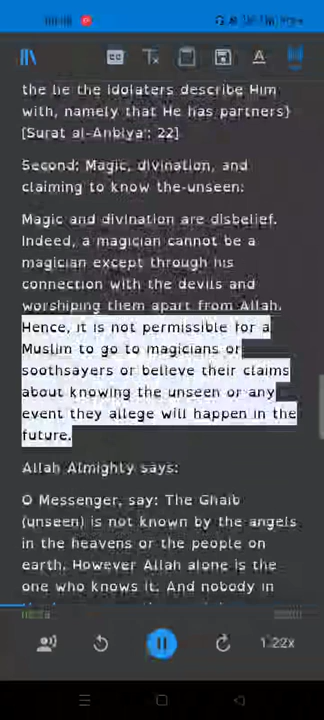 the lie the idolaters describe Him
with, namely that He has partners}
[Surat al-Anbiya': 22]
Second: Magic, divination, and
claiming to know the-unseen:
Magic and divination are disbelief.
Indeed, a magician cannot be a
magician except through his
connection with the devils and
worshiping them apart from Allah.
Hence, it is not permissible for a
Muslim to go to magicians or
soothsayers or believe their claims
about knowing the unseen or any
event they allege will happen in the
future.
Allah Almighty says:
O Messenger, say: The Ghaib
(unseen) is not known by the angels
in the heavens or the people on
earth. However Allah alone is the
one who knows it. And nobody in
1.22x